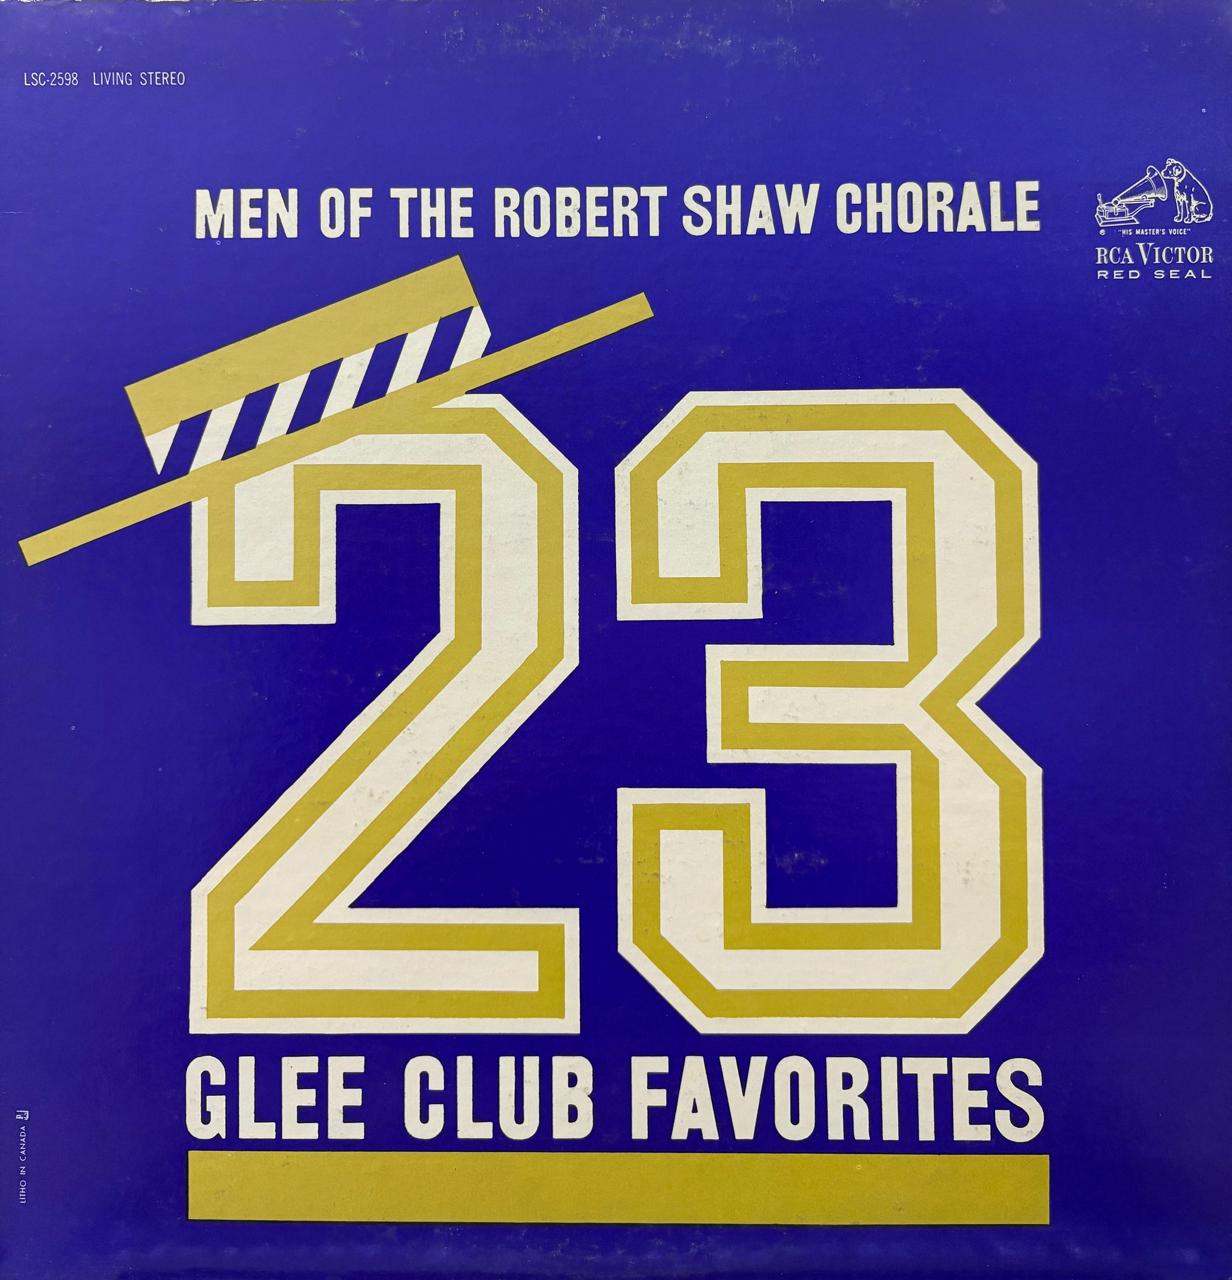 LSC-2598 LIVING STEREO
MEN OF THE ROBERT SHAW CHORALE
® "HIS MASTER'S VOICE"
RCA VICTOR
RED SEAL
23
GLEE CLUB FAVORITES
LITHO IN CANADA